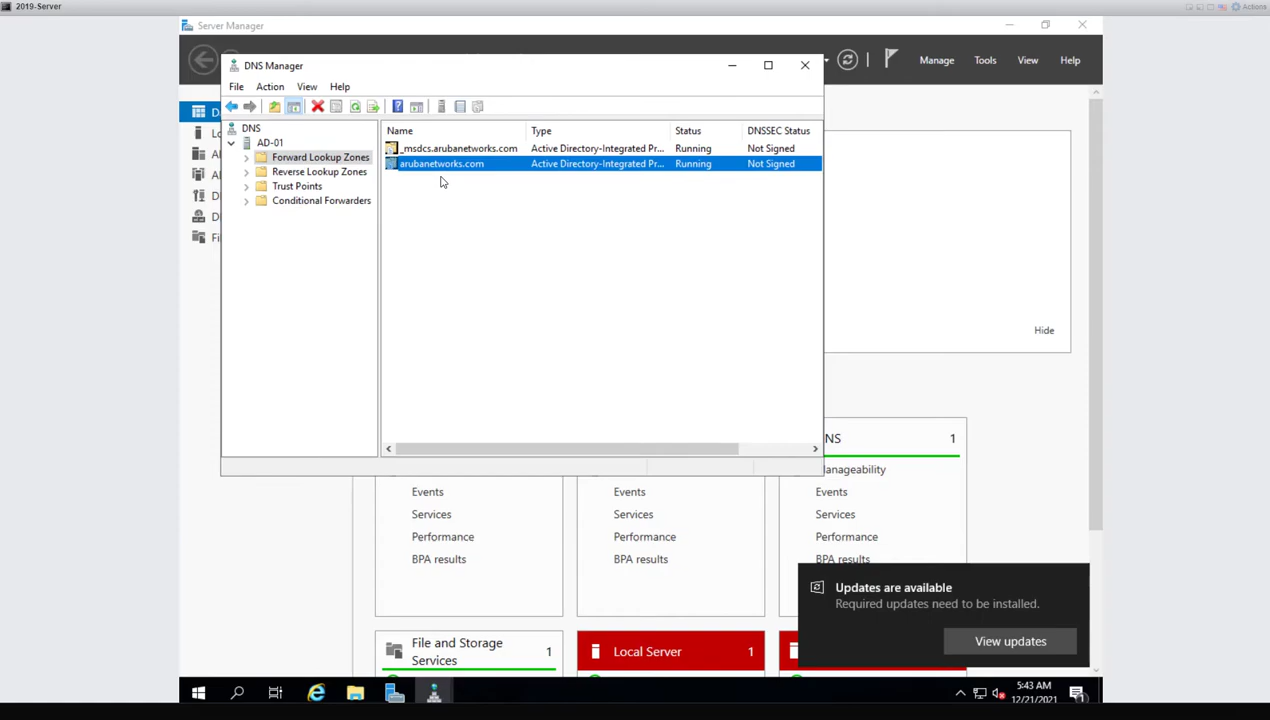 2019-Server
Actions
Server Manager
Manage Tools View Help
DNS Manager
File Action View Help
DNS
AD-01
Forward Lookup Zones
Reverse Lookup Zones
Trust Points
Conditional Forwarders
Name Type Status DNSSEC Status
_msdcs.arubanetworks.com Active Directory-Integrated Pr... Running Not Signed
arubanetworks.com Active Directory-Integrated Pr... Running Not Signed
Hide
NS 1
anageability
Events Events Events
Services Services Services
Performance Performance Performance
BPA results BPA results BPA results
Updates are available
Required updates need to be installed.
View updates
File and Storage
Services 1
Local Server 1
1
5:43 AM
12/21/2021
1